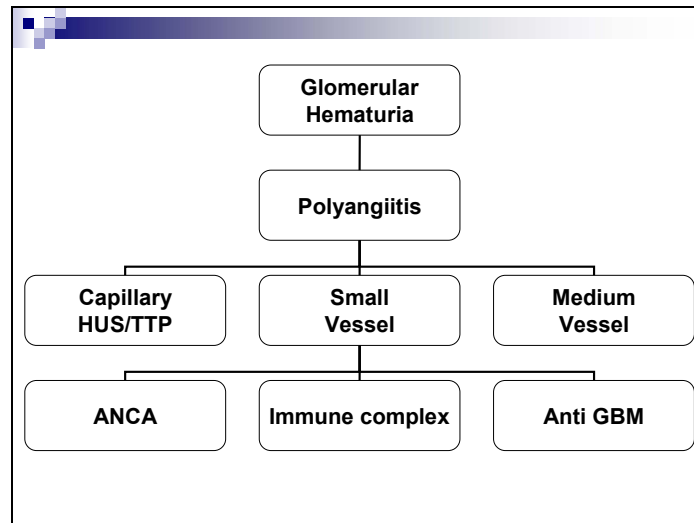 Glomerular
Hematuria
Polyangiitis
Capillary
HUS/TTP
Small
Vessel
Medium
Vessel
ANCA
Immune complex
Anti GBM